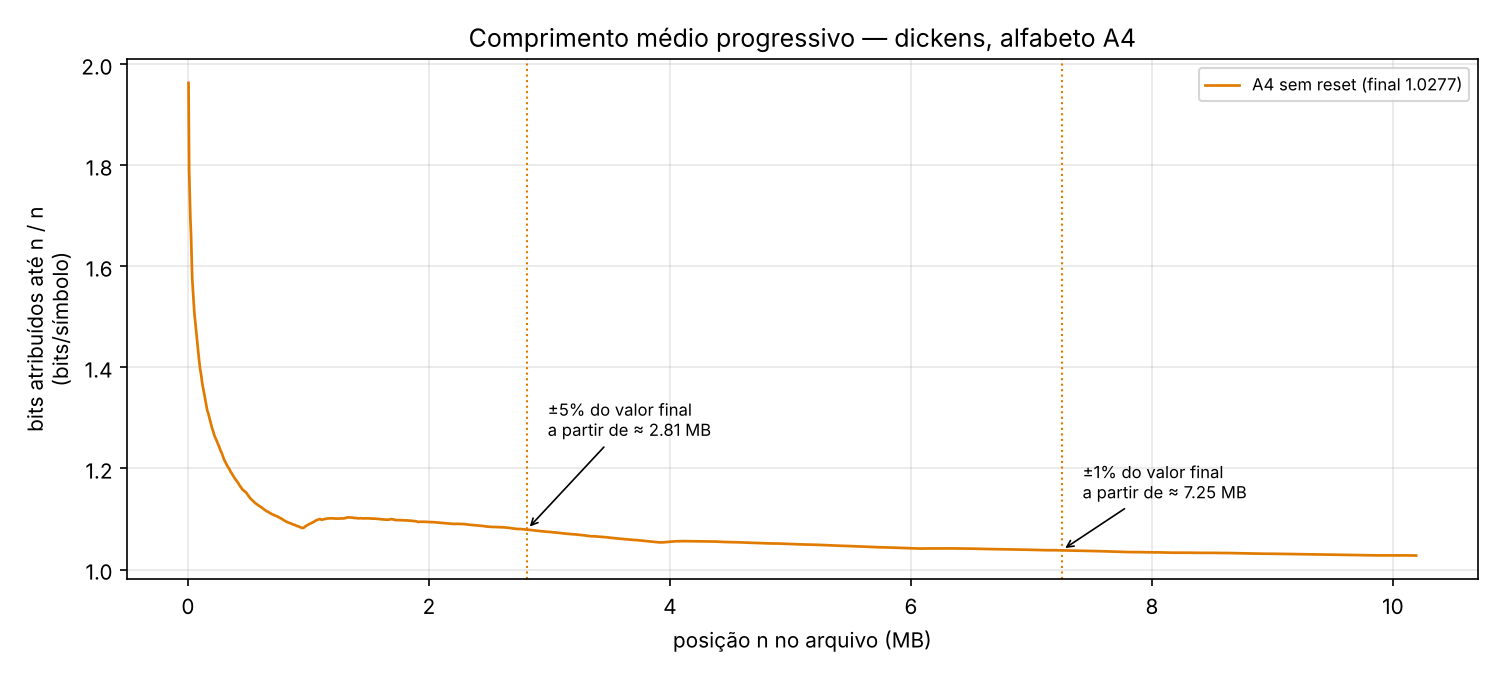 Comprimento médio progressivo — dickens, alfabeto A4
A4 sem reset (final 1.0277)
bits atribuídos até n / n
(bits/símbolo)
2.0
1.8
1.6
1.4
1.2
1.0
±5% do valor final
a partir de ≈ 2.81 MB
±1% do valor final
a partir de ≈ 7.25 MB
0 2 4 6 8 10
posição n no arquivo (MB)